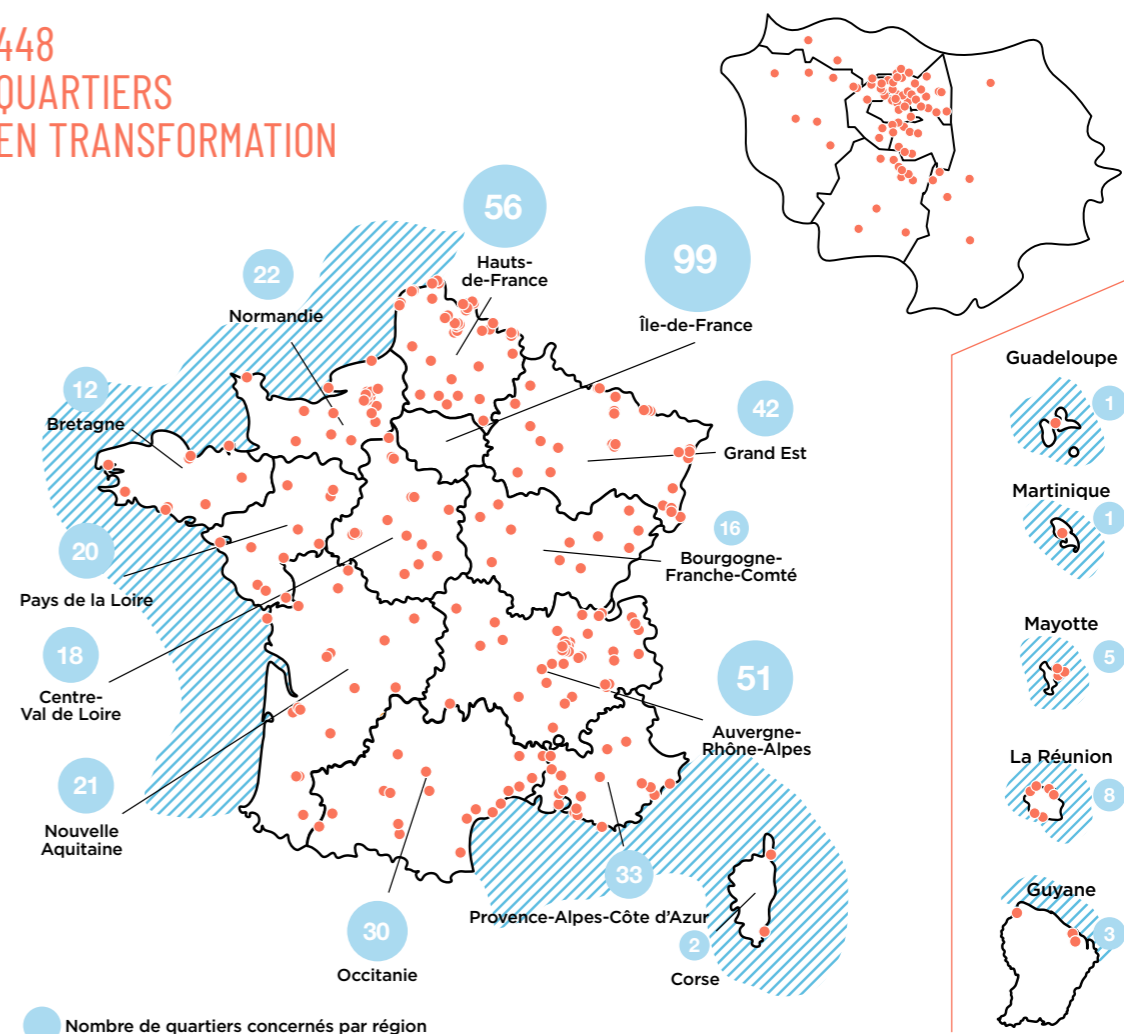 448
QUARTIERS
EN TRANSFORMATION
56
Hauts-
de-France
99
Île-de-France
22
Normandie
12
Bretagne
42
Grand Est
16
Bourgogne-
Franche-Comté
20
Pays de la Loire
18
Centre-
Val de Loire
51
Auvergne-
Rhône-Alpes
21
Nouvelle
Aquitaine
33
Provence-Alpes-Côte d'Azur
30
Occitanie
2
Corse
Guadeloupe
1
Martinique
1
Mayotte
5
La Réunion
8
Guyane
3
Nombre de quartiers concernés par région